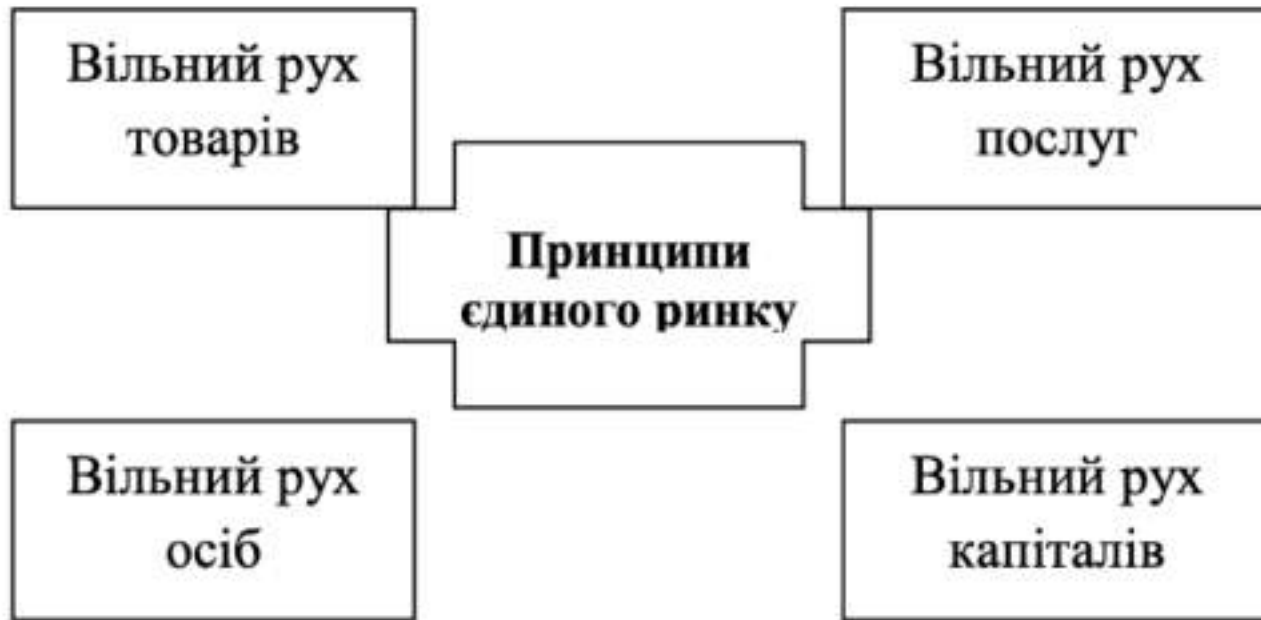 Вільний рух
товарів
Вільний рух
послуг
Принципи
єдиного ринку
Вільний рух
осіб
Вільний рух
капіталів